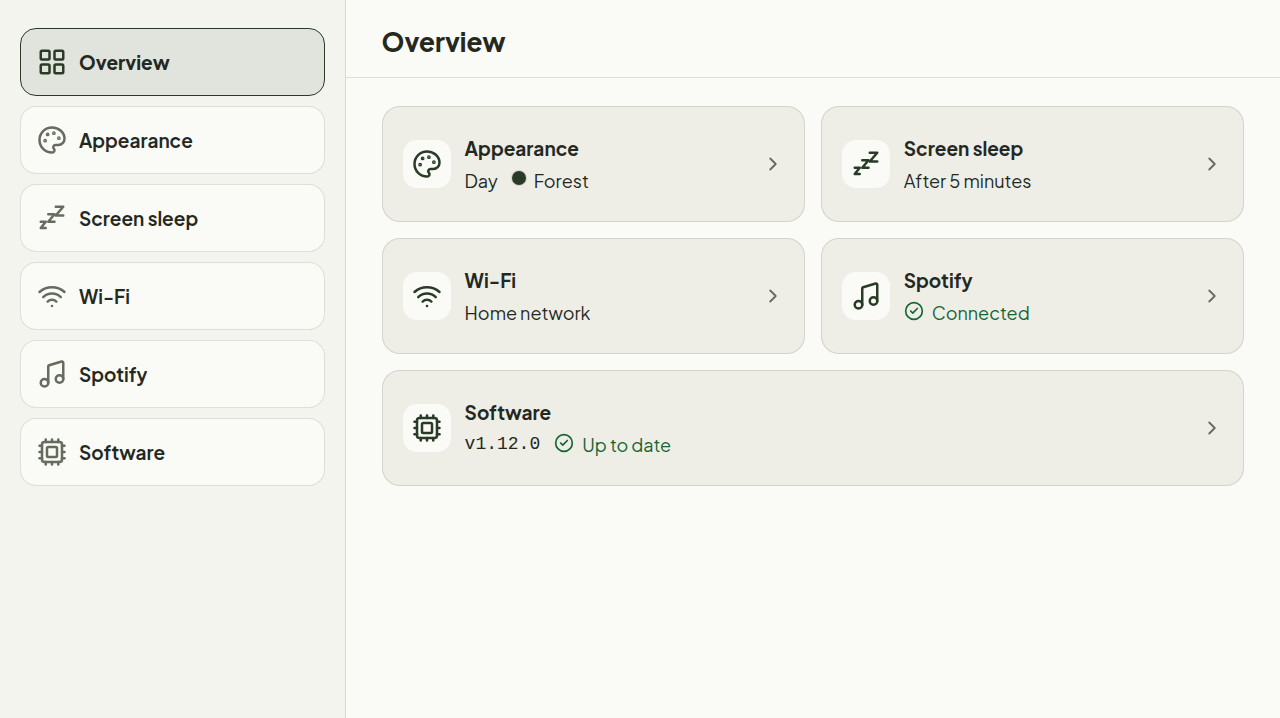 Overview
Appearance
Screen sleep
Wi-Fi
Spotify
Software
Overview
Appearance
Day Forest
Screen sleep
After 5 minutes
Wi-Fi
Home network
Spotify
Connected
Software
v1.12.0 Up to date